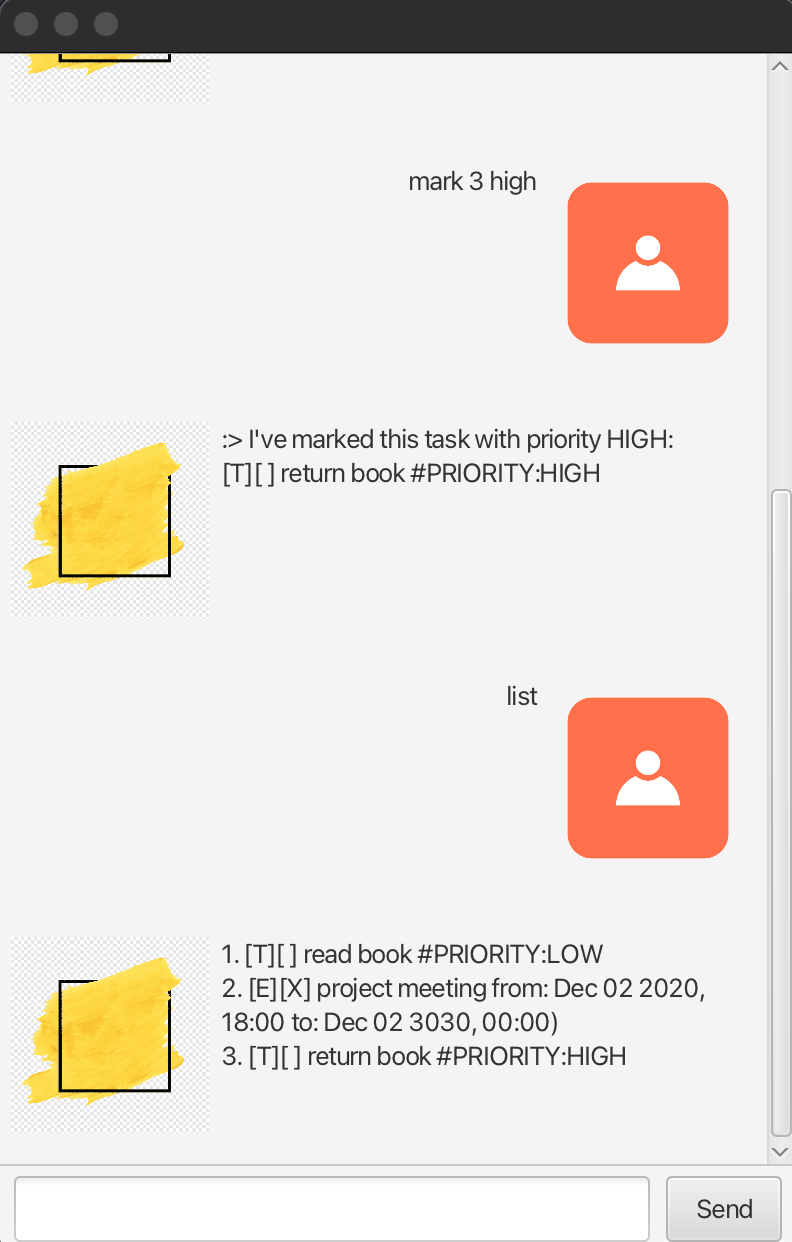 mark 3 high
:> I've marked this task with priority HIGH:
[T][ ] return book #PRIORITY:HIGH
list
1. [T][ ] read book #PRIORITY:LOW
2. [E][X] project meeting from: Dec 02 2020,
18:00 to: Dec 02 3030, 00:00)
3. [T][ ] return book #PRIORITY:HIGH
Send